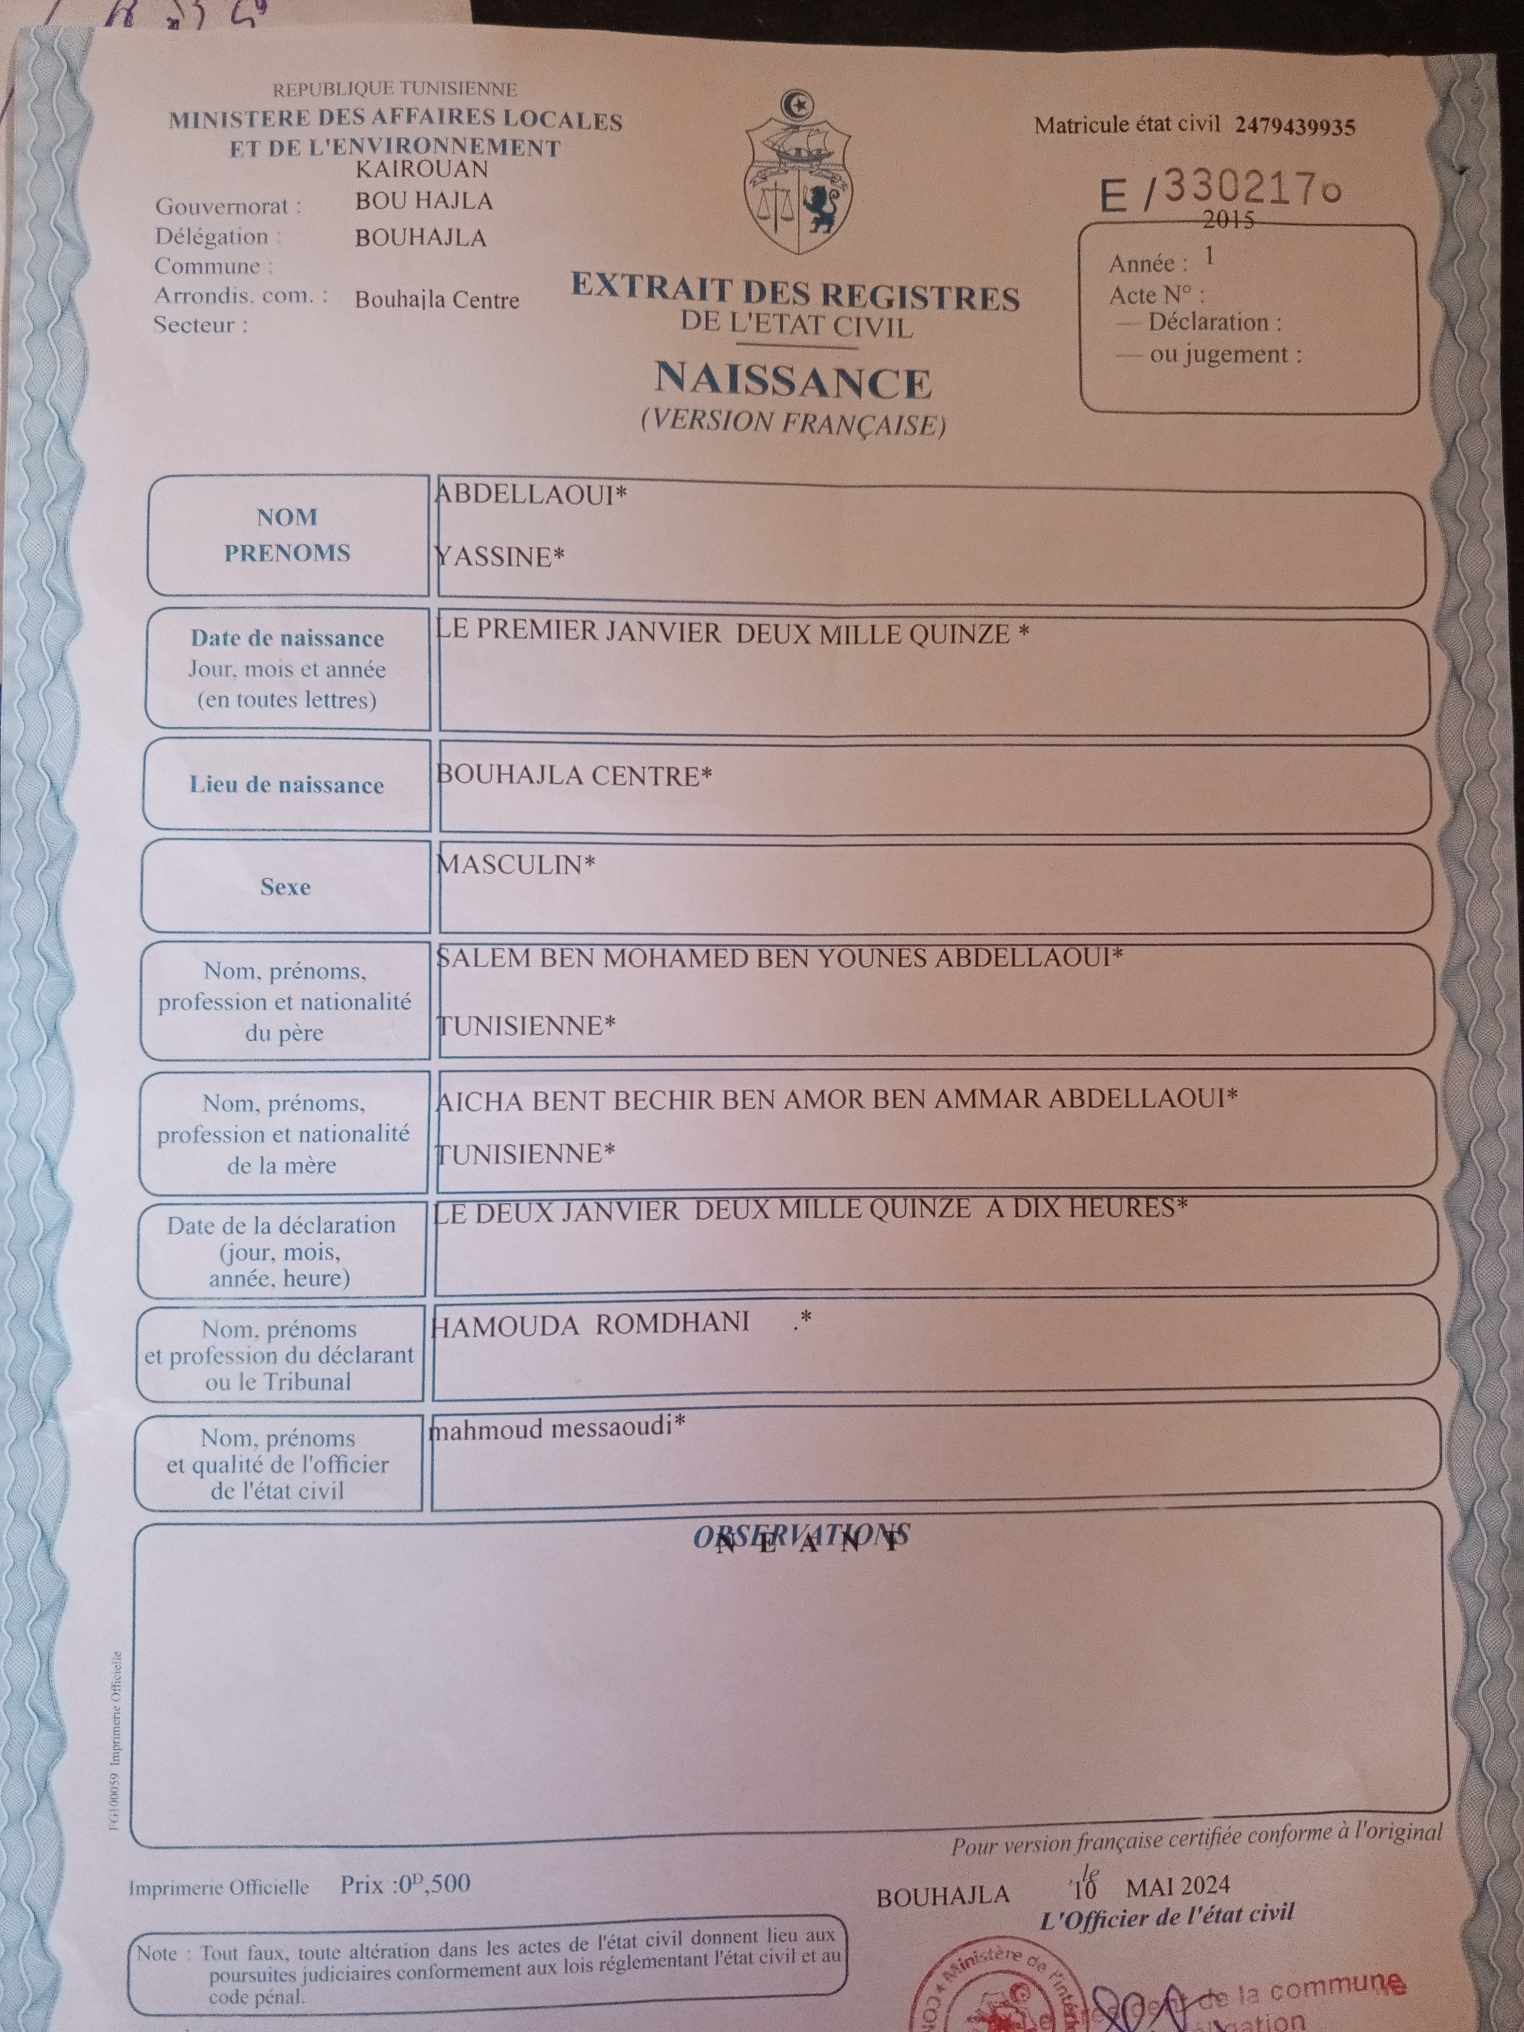 REPUBLIQUE TUNISIENNE
MINISTERE DES AFFAIRES LOCALES
ET DE L'ENVIRONNEMENT
KAIROUAN
Gouvernorat : BOU HAJLA
Délégation : BOUHAJLA
Commune :
Arrondis. com. : Bouhajla Centre
Secteur :
Matricule état civil 2479439935
E /330217o
2015
Année : 1
Acte N° :
— Déclaration :
— ou jugement :
EXTRAIT DES REGISTRES
DE L'ETAT CIVIL
NAISSANCE
(VERSION FRANÇAISE)
NOM
PRENOMS
ABDELLAOUI*
YASSINE*
Date de naissance
Jour, mois et année
(en toutes lettres)
LE PREMIER JANVIER DEUX MILLE QUINZE *
Lieu de naissance
BOUHAJLA CENTRE*
Sexe
MASCULIN*
Nom, prénoms,
profession et nationalité
du père
SALEM BEN MOHAMED BEN YOUNES ABDELLAOUI*
TUNISIENNE*
Nom, prénoms,
profession et nationalité
de la mère
AICHA BENT BECHIR BEN AMOR BEN AMMAR ABDELLAOUI*
TUNISIENNE*
Date de la déclaration
(jour, mois,
année, heure)
LE DEUX JANVIER DEUX MILLE QUINZE A DIX HEURES*
Nom, prénoms
et profession du déclarant
ou le Tribunal
HAMOUDA ROMDHANI .*
Nom, prénoms
et qualité de l'officier
de l'état civil
mahmoud messaoudi*
OBSERVATIONS
N E A N T
FG100059 Imprimerie Officielle
Pour version française certifiée conforme à l'original
Imprimerie Officielle Prix :0D,500
BOUHAJLA le 10 MAI 2024
L'Officier de l'état civil
Note : Tout faux, toute altération dans les actes de l'état civil donnent lieu aux
poursuites judiciaires conformement aux lois réglementant l'état civil et au
code pénal.
Ministère de
de la commune